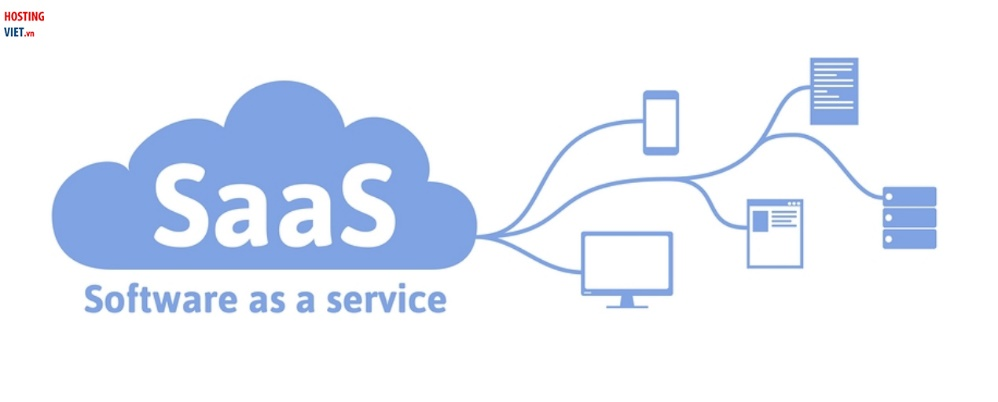 HOSTING
VIET.vn
SaaS
Software as a service